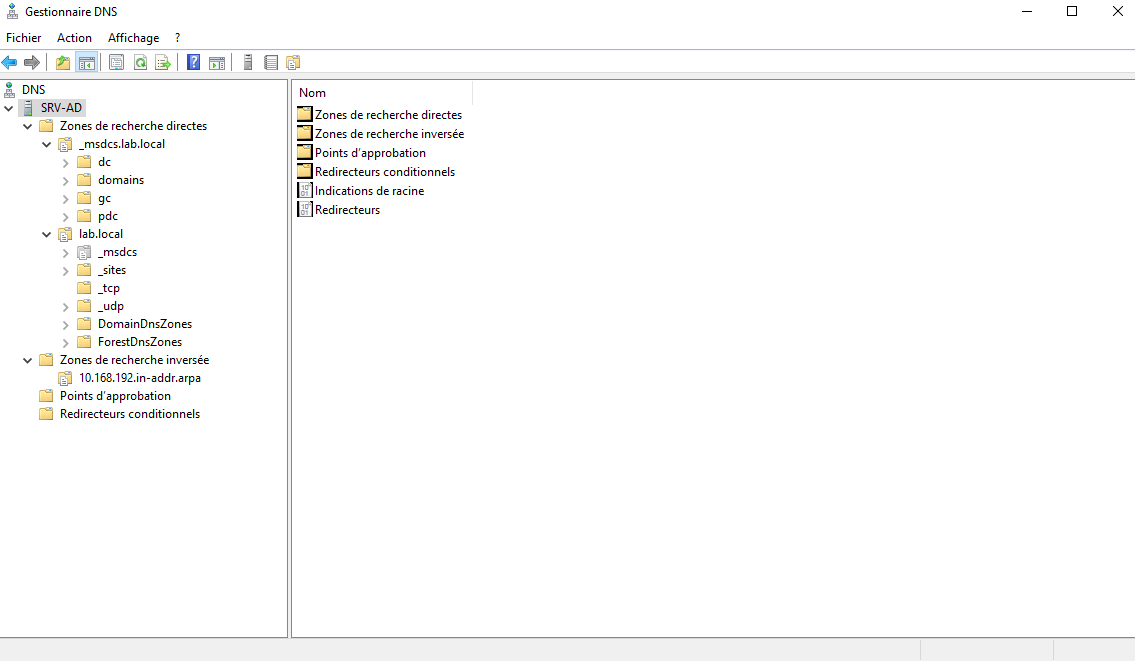 Gestionnaire DNS
Fichier Action Affichage ?
DNS
SRV-AD
Zones de recherche directes
_msdcs.lab.local
dc
domains
gc
pdc
lab.local
_msdcs
_sites
_tcp
_udp
DomainDnsZones
ForestDnsZones
Zones de recherche inversée
10.168.192.in-addr.arpa
Points d'approbation
Redirecteurs conditionnels
Nom
Zones de recherche directes
Zones de recherche inversée
Points d'approbation
Redirecteurs conditionnels
Indications de racine
Redirecteurs